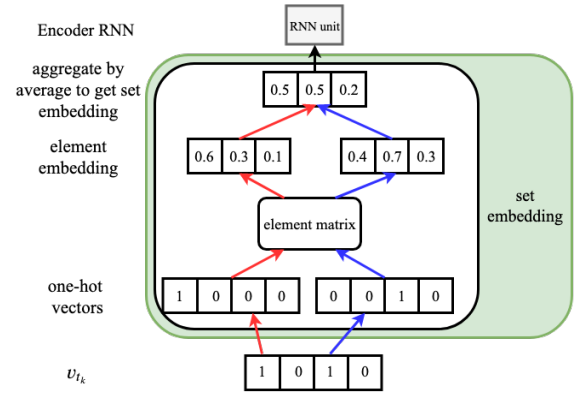 Encoder RNN
RNN unit
aggregate by
average to get set
embedding
0.5 0.5 0.2
element
embedding
0.6 0.3 0.1
0.4 0.7 0.3
set
embedding
element matrix
one-hot
vectors
1 0 0 0
0 0 1 0
v_{t_k}
1 0 1 0